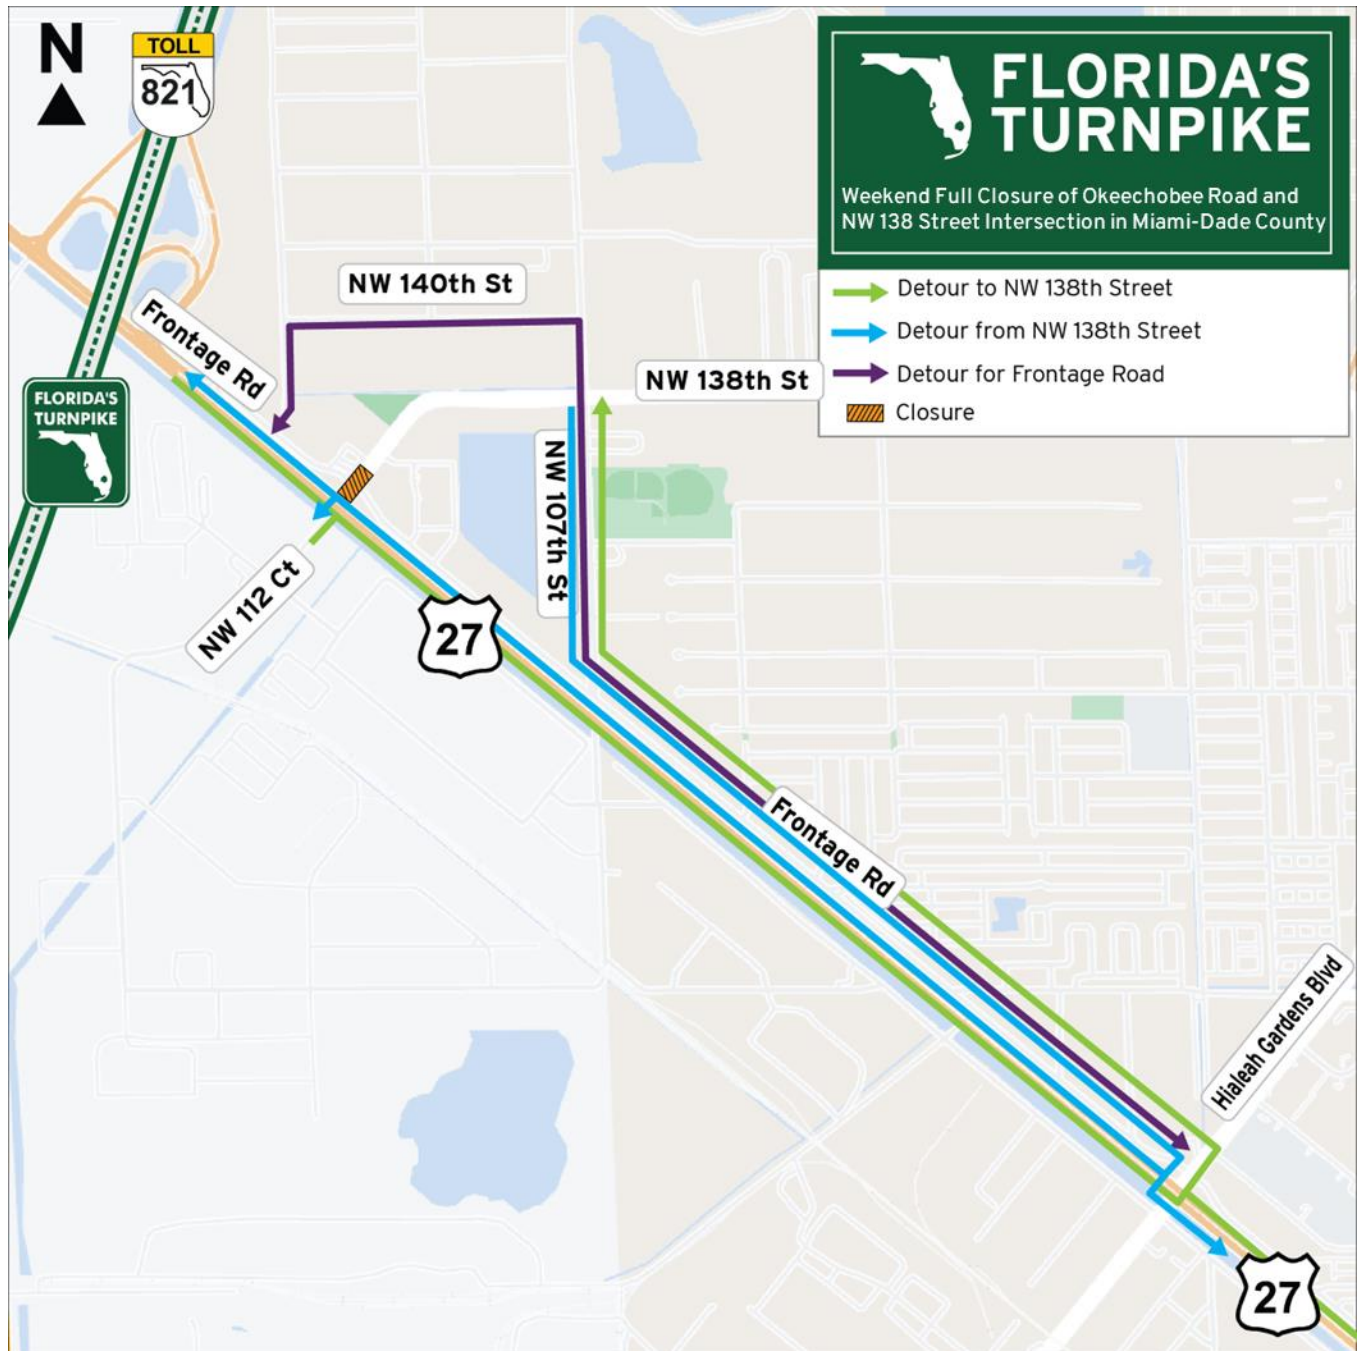 N
TOLL
821
FLORIDA'S
TURNPIKE
Weekend Full Closure of Okeechobee Road and
NW 138 Street Intersection in Miami-Dade County
Detour to NW 138th Street
Detour from NW 138th Street
Detour for Frontage Road
Closure
NW 140th St
Frontage Rd
NW 138th St
FLORIDA'S
TURNPIKE
NW 107th St
NW 112 Ct
27
Frontage Rd
Hialeah Gardens Blvd
27